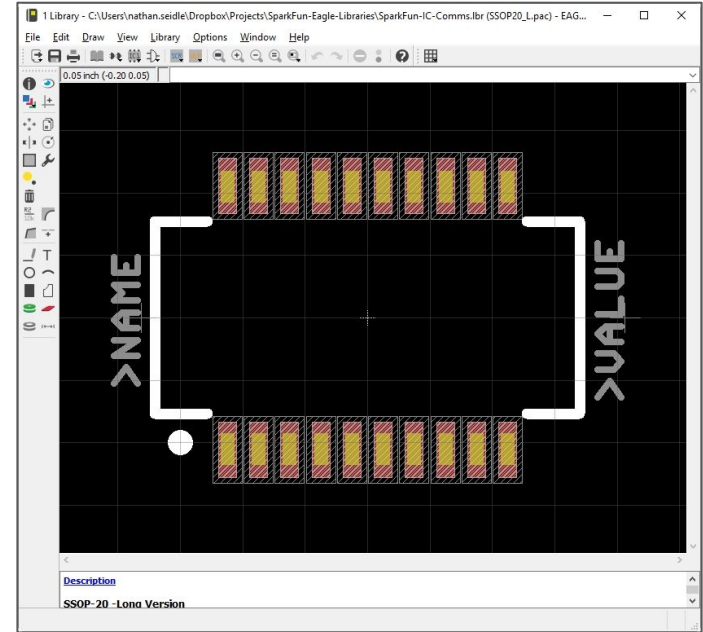 1 Library - C:\Users\nathan.seidle\Dropbox\Projects\SparkFun-Eagle-Libraries\SparkFun-IC-Comms.lbr (SSOP20_L.pac) - EAG...
File Edit Draw View Library Options Window Help
0.05 inch (-0.20 0.05)
>NAME
>VALUE
Description
SSOP-20 -Long Version